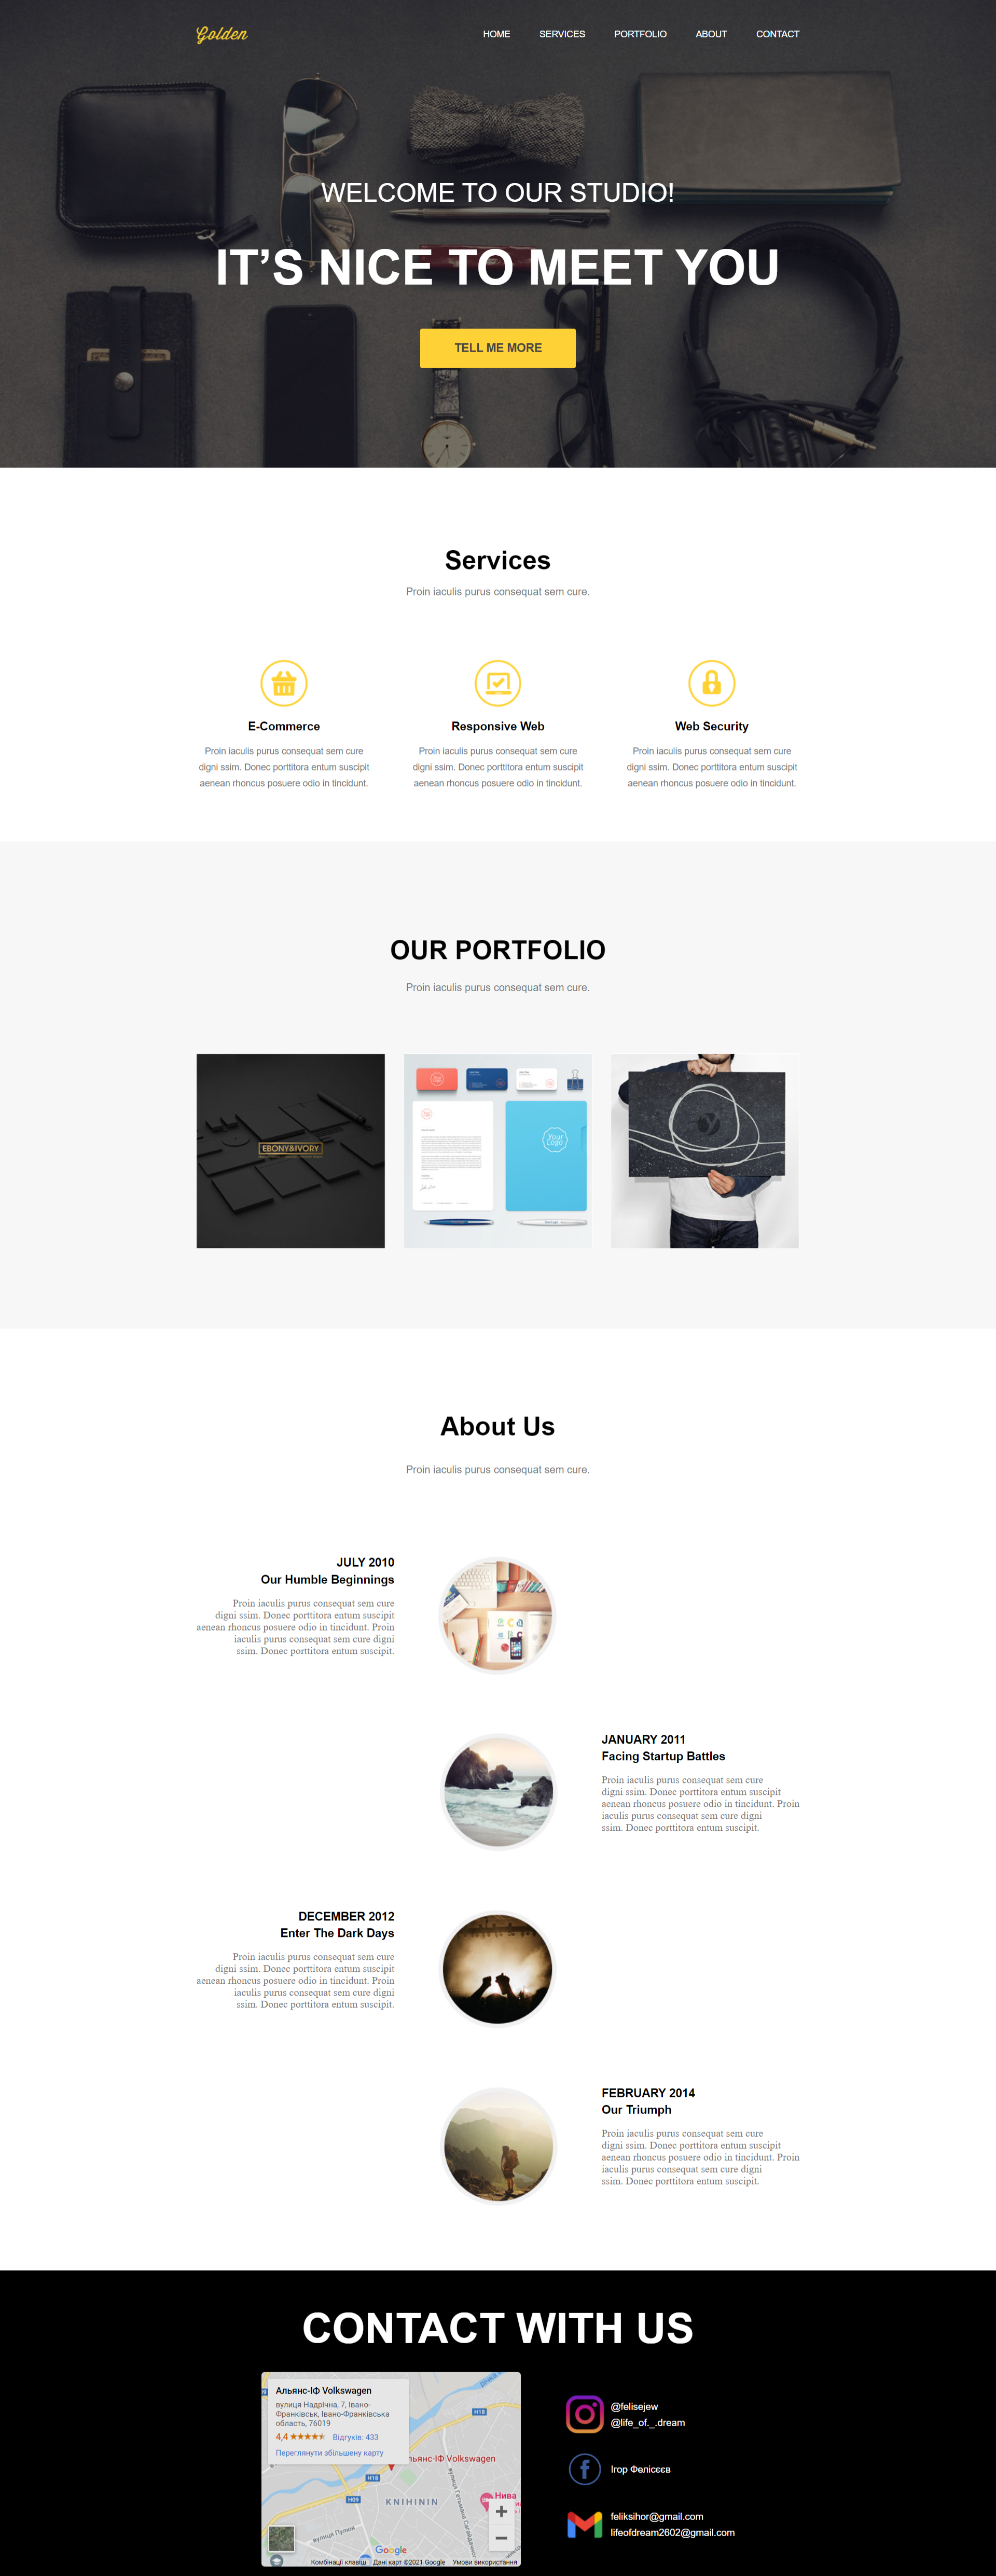 Golden
HOME SERVICES PORTFOLIO ABOUT CONTACT
WELCOME TO OUR STUDIO!
IT’S NICE TO MEET YOU
TELL ME MORE
Services
Proin iaculis purus consequat sem cure.
E-Commerce
Proin iaculis purus consequat sem cure
digni ssim. Donec porttitora entum suscipit
aenean rhoncus posuere odio in tincidunt.
Responsive Web
Proin iaculis purus consequat sem cure
digni ssim. Donec porttitora entum suscipit
aenean rhoncus posuere odio in tincidunt.
Web Security
Proin iaculis purus consequat sem cure
digni ssim. Donec porttitora entum suscipit
aenean rhoncus posuere odio in tincidunt.
OUR PORTFOLIO
Proin iaculis purus consequat sem cure.
EBONY&IVORY
Your
Logo
About Us
Proin iaculis purus consequat sem cure.
JULY 2010
Our Humble Beginnings
Proin iaculis purus consequat sem cure
digni ssim. Donec porttitora entum suscipit
aenean rhoncus posuere odio in tincidunt. Proin
iaculis purus consequat sem cure digni
ssim. Donec porttitora entum suscipit.
JANUARY 2011
Facing Startup Battles
Proin iaculis purus consequat sem cure
digni ssim. Donec porttitora entum suscipit
aenean rhoncus posuere odio in tincidunt. Proin
iaculis purus consequat sem cure digni
ssim. Donec porttitora entum suscipit.
DECEMBER 2012
Enter The Dark Days
Proin iaculis purus consequat sem cure
digni ssim. Donec porttitora entum suscipit
aenean rhoncus posuere odio in tincidunt. Proin
iaculis purus consequat sem cure digni
ssim. Donec porttitora entum suscipit.
FEBRUARY 2014
Our Triumph
Proin iaculis purus consequat sem cure
digni ssim. Donec porttitora entum suscipit
aenean rhoncus posuere odio in tincidunt. Proin
iaculis purus consequat sem cure digni
ssim. Donec porttitora entum suscipit.
CONTACT WITH US
Альянс-ІФ Volkswagen
вулиця Надрічна, 7, Івано-
Франківськ, Івано-Франківська
область, 76019
4,4 Відгуків: 433
Переглянути збільшену карту
H18
льянс-ІФ Volkswagen
H18
H09
KNIHININ
Нива
вулиця Пулюя
вулиця Гетьмана
Google
Комбінації клавіш Дані карт ©2021 Google Умови використання
@felisejew
@life_of._.dream
Ігор Фелісєєв
feliksihor@gmail.com
lifeofdream2602@gmail.com